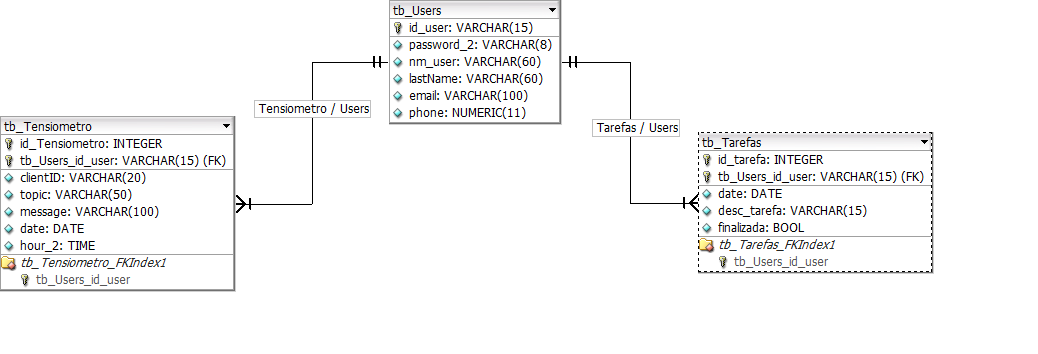 tb_Users
id_user: VARCHAR(15)
password_2: VARCHAR(8)
nm_user: VARCHAR(60)
lastName: VARCHAR(60)
email: VARCHAR(100)
phone: NUMERIC(11)
Tensiometro / Users
Tarefas / Users
tb_Tensiometro
id_Tensiometro: INTEGER
tb_Users_id_user: VARCHAR(15) (FK)
clientID: VARCHAR(20)
topic: VARCHAR(50)
message: VARCHAR(100)
date: DATE
hour_2: TIME
tb_Tensiometro_FKIndex1
tb_Users_id_user
tb_Tarefas
id_tarefa: INTEGER
tb_Users_id_user: VARCHAR(15) (FK)
date: DATE
desc_tarefa: VARCHAR(15)
finalizada: BOOL
tb_Tarefas_FKIndex1
tb_Users_id_user